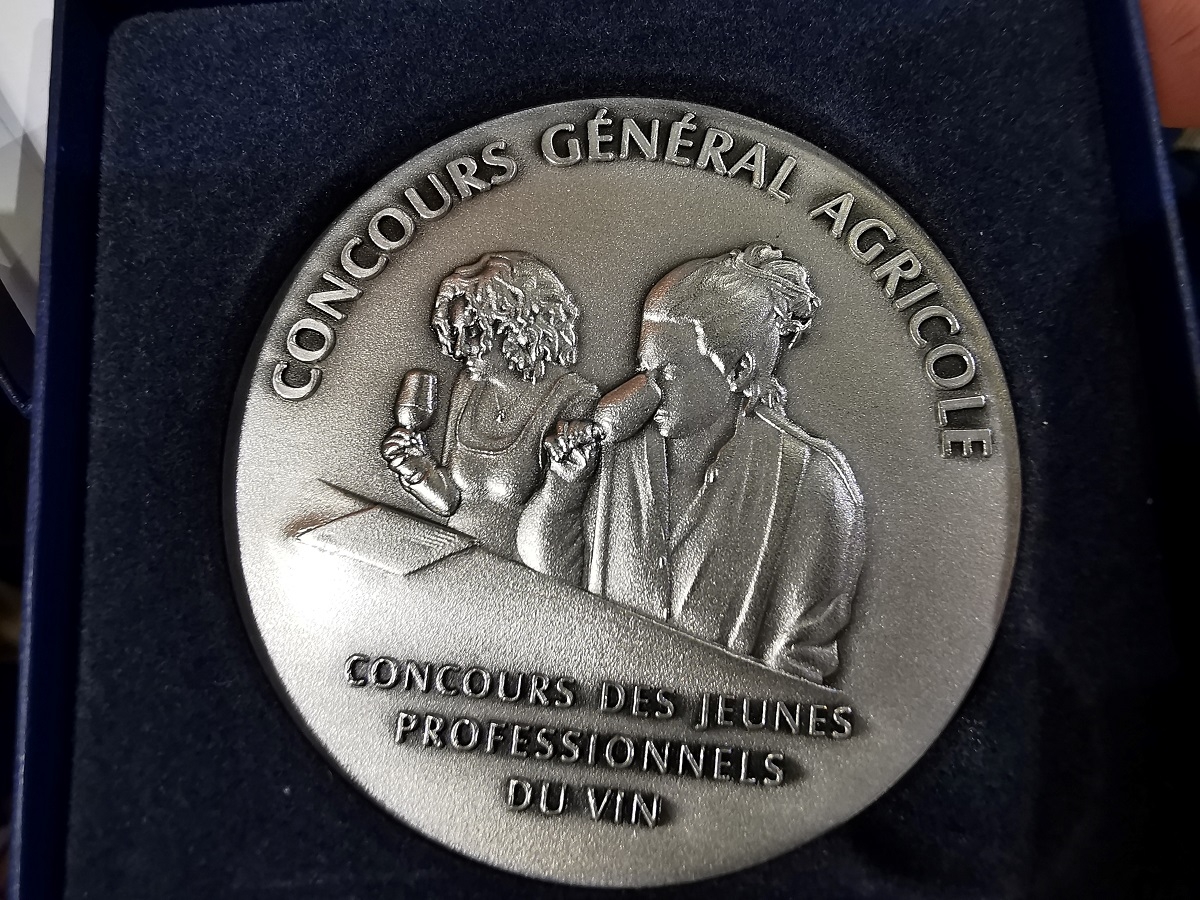 CONCOURS GÉNÉRAL AGRICOLE
CONCOURS DES JEUNES
PROFESSIONNELS
DU VIN